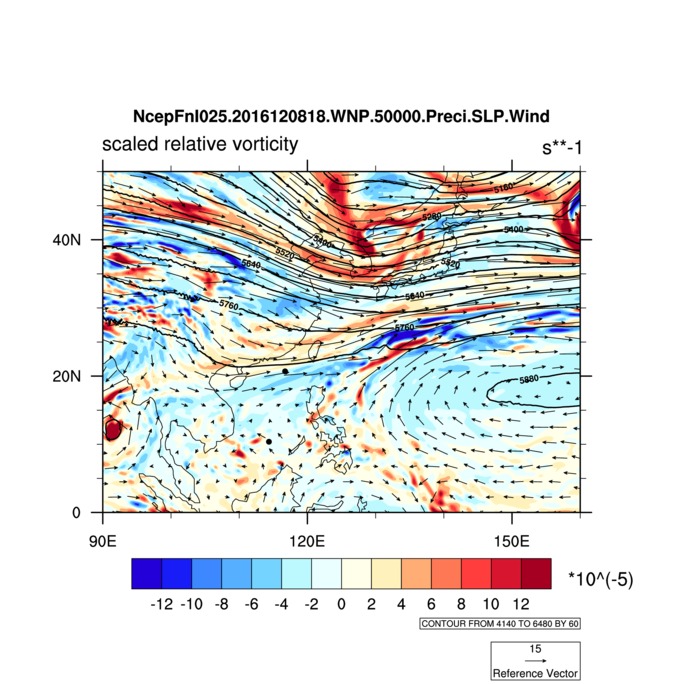 NcepFnl025.2016120818.WNP.50000.Preci.SLP.Wind
scaled relative vorticity s**-1
5160
5280
40N 5400 5400
5520 5520
5640
5640
5760
5760
20N 5880
0
90E 120E 150E
-12 -10 -8 -6 -4 -2 0 2 4 6 8 10 12 *10^(-5)
CONTOUR FROM 4140 TO 6480 BY 60
15
Reference Vector